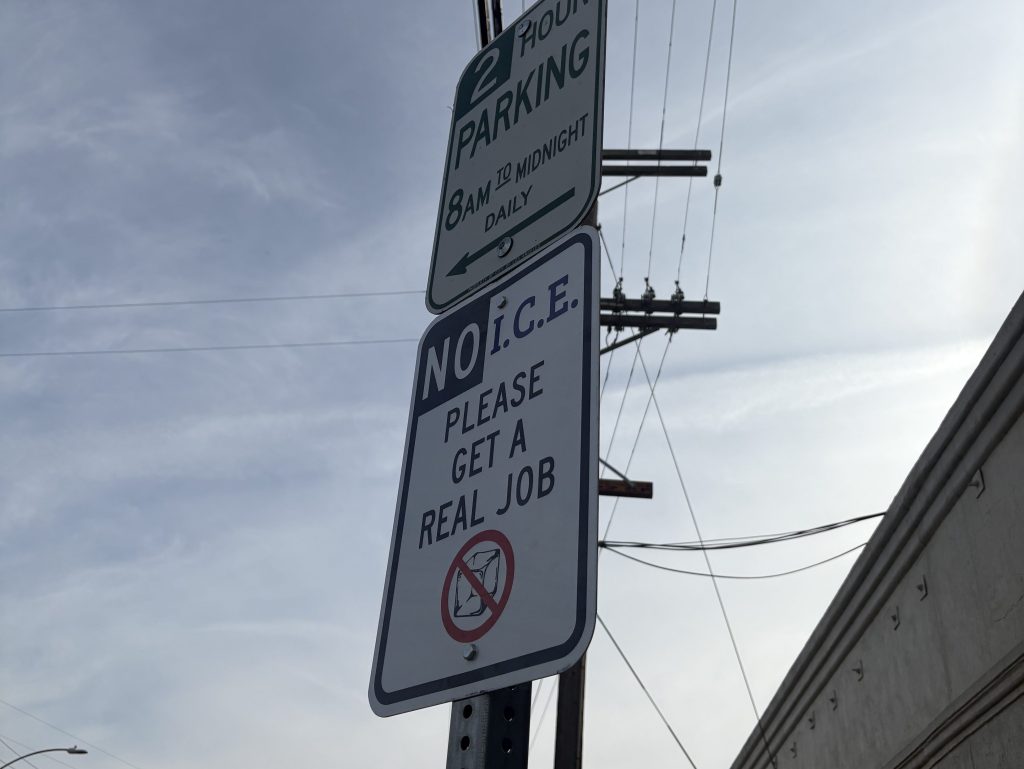 2 HOUR
PARKING
8AM TO MIDNIGHT
DAILY
NO I.C.E.
PLEASE
GET A
REAL JOB